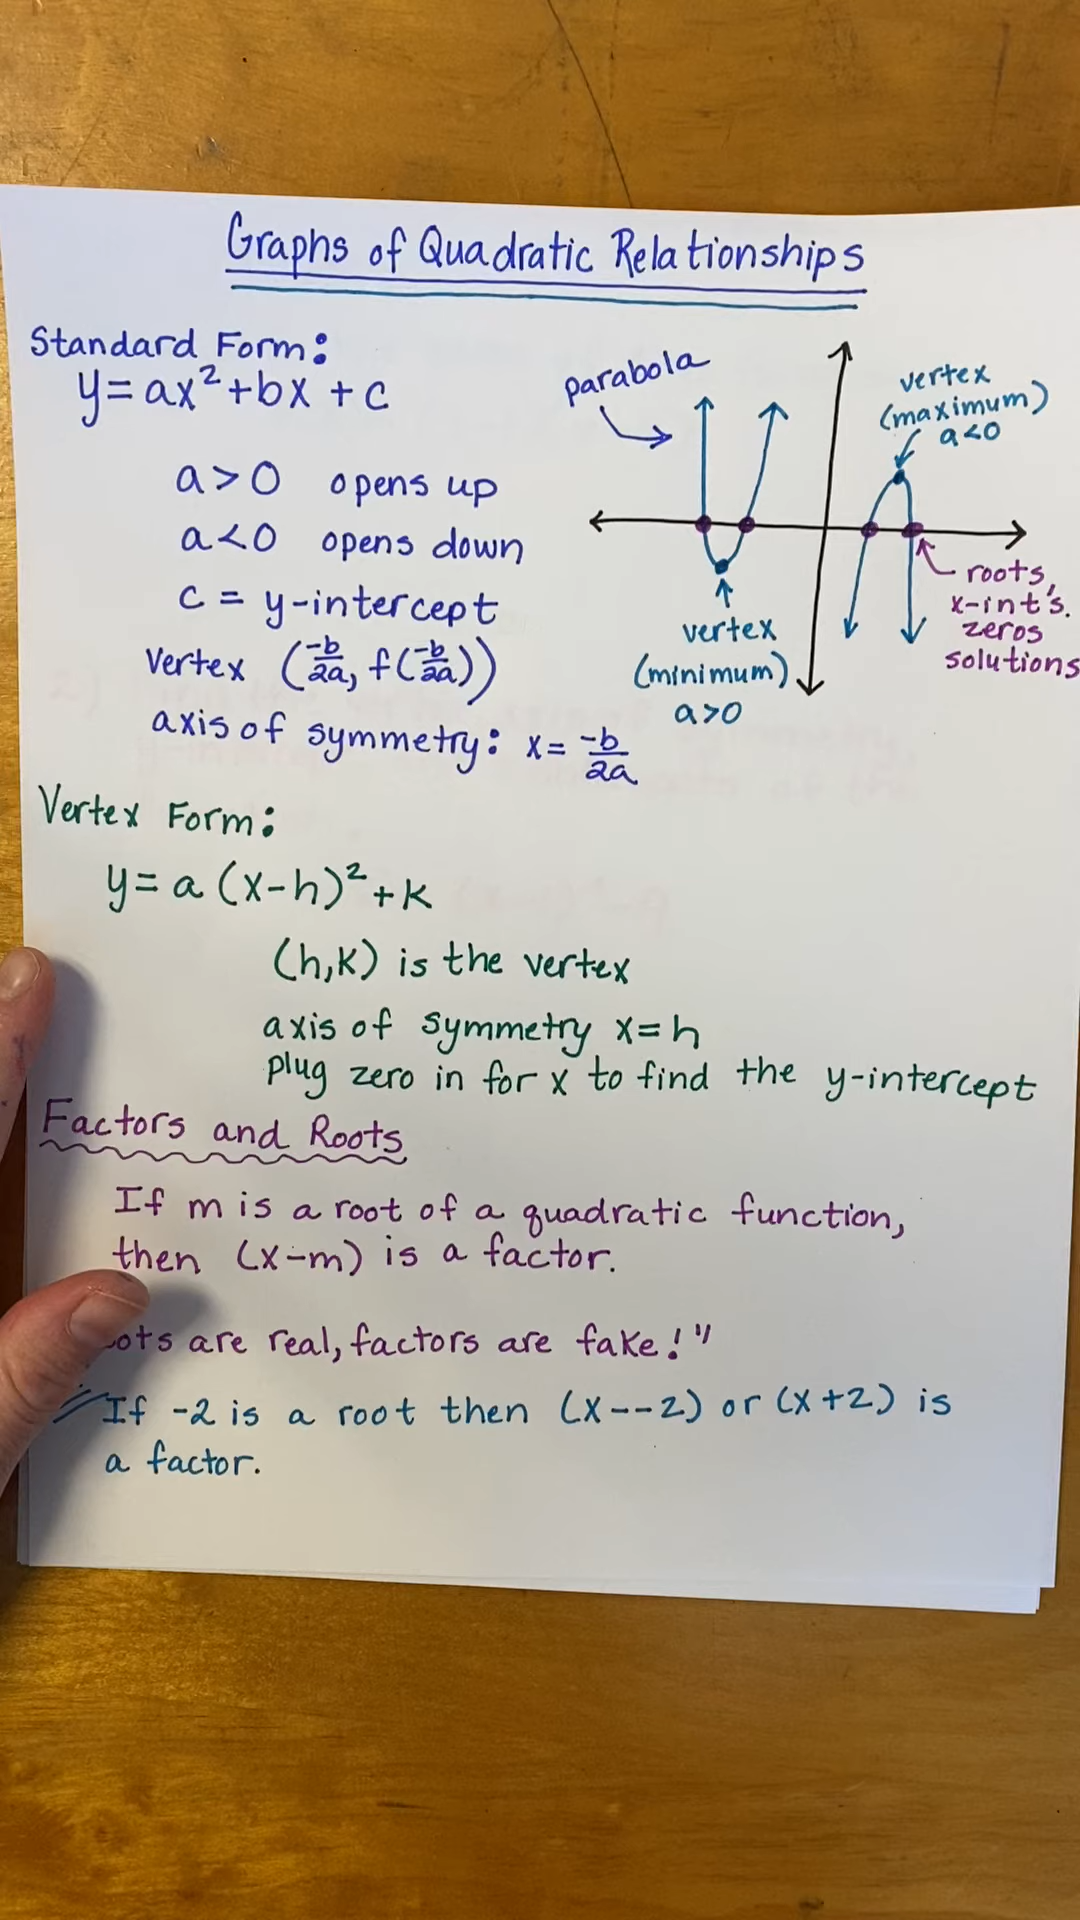 Graphs of Quadratic Relationships
Standard Form:
y=ax²+bx+c
a>0 opens up
a<0 opens down
c = y-intercept
Vertex (-b/2a, f(-b/2a))
axis of symmetry: x= -b/2a
parabola
vertex
(minimum)
a>0
vertex
(maximum)
a<0
roots,
x-int's.
zeros
solutions
Vertex Form:
y= a (x-h)²+k
(h,k) is the vertex
axis of symmetry x=h
plug zero in for x to find the y-intercept
Factors and Roots
If m is a root of a quadratic function,
then (x-m) is a factor.
are real, factors are fake!"
If -2 is a root then (x--2) or (x+2) is
a factor.